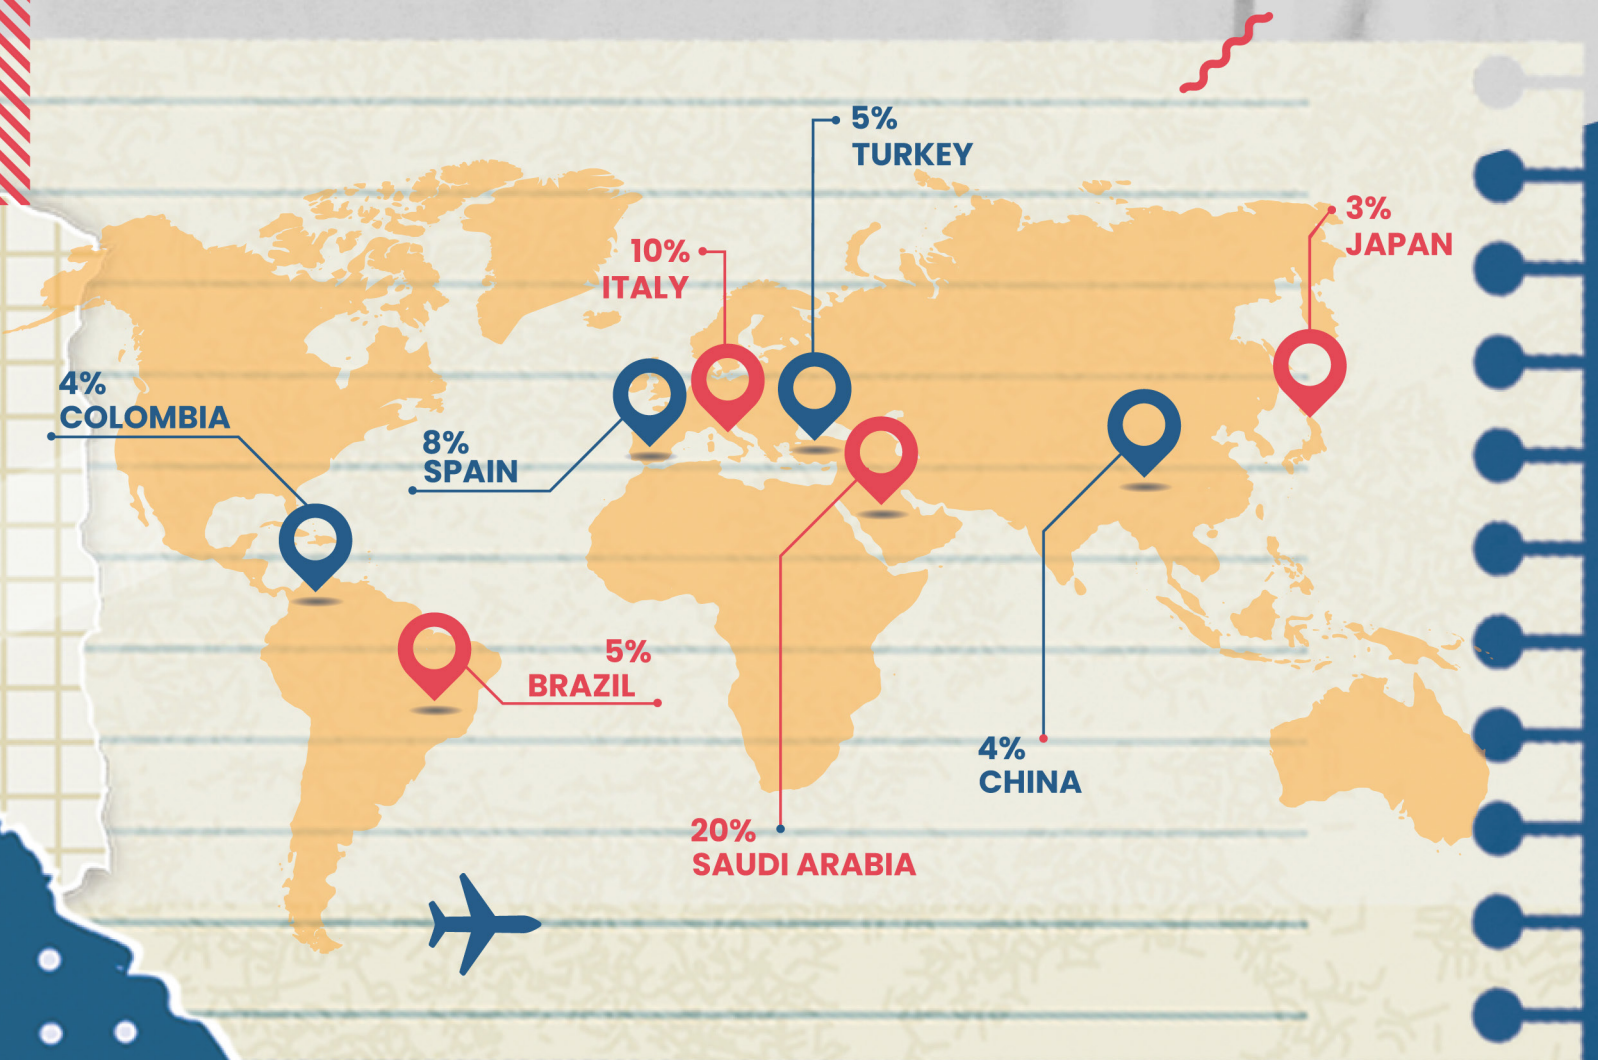 5%
TURKEY
3%
JAPAN
10%
ITALY
4%
COLOMBIA
8%
SPAIN
5%
BRAZIL
4%
CHINA
20%
SAUDI ARABIA